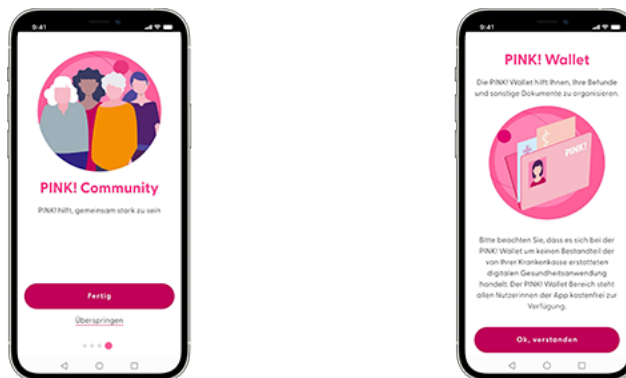 9:41
PINK! Community
PINK! hilft, gemeinsam stark zu sein
Fertig
Überspringen
9:41
PINK! Wallet
Die PINK! Wallet hilft Ihnen, Ihre Befunde
und sonstige Dokumente zu organisieren.
PINK!
Bitte beachten Sie, dass es sich bei der
PINK! Wallet um keinen Bestandteil der
von Ihrer Krankenkasse erstatteten
digitalen Gesundheitsanwendung
handelt. Der PINK! Wallet Bereich steht
allen Nutzerinnen der App kostenfrei zur
Verfügung.
Ok, verstanden